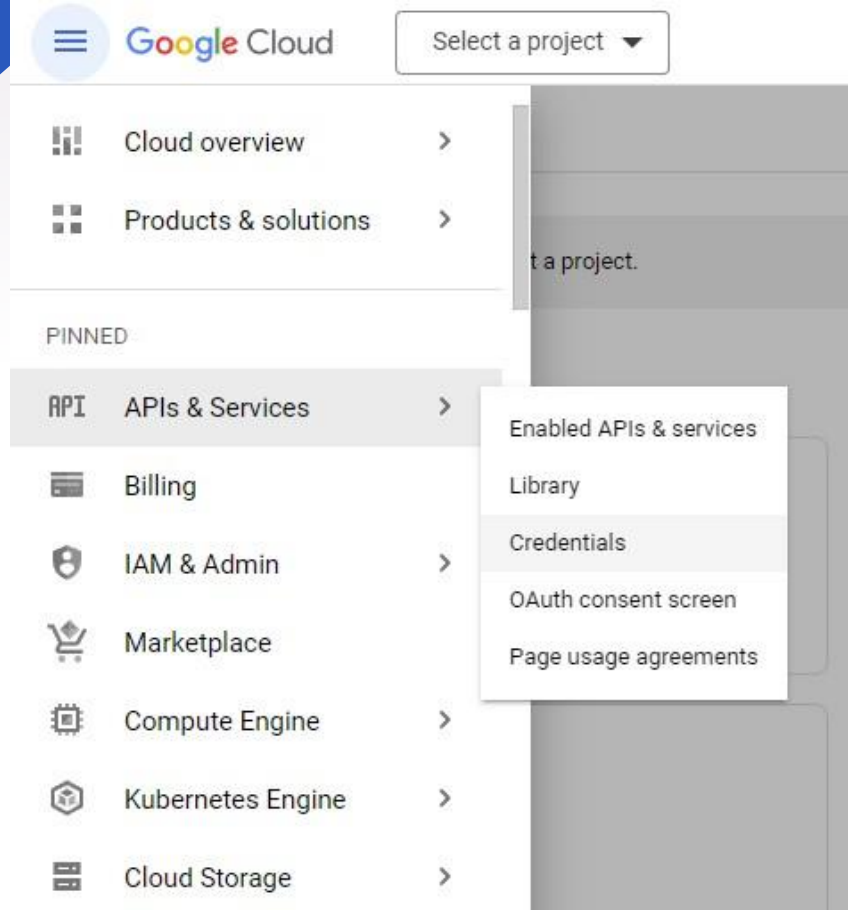 Google Cloud
Select a project
Cloud overview
Products & solutions
t a project.
PINNED
API APIs & Services
Enabled APIs & services
Billing
Library
Credentials
IAM & Admin
OAuth consent screen
Marketplace
Page usage agreements
Compute Engine
Kubernetes Engine
Cloud Storage